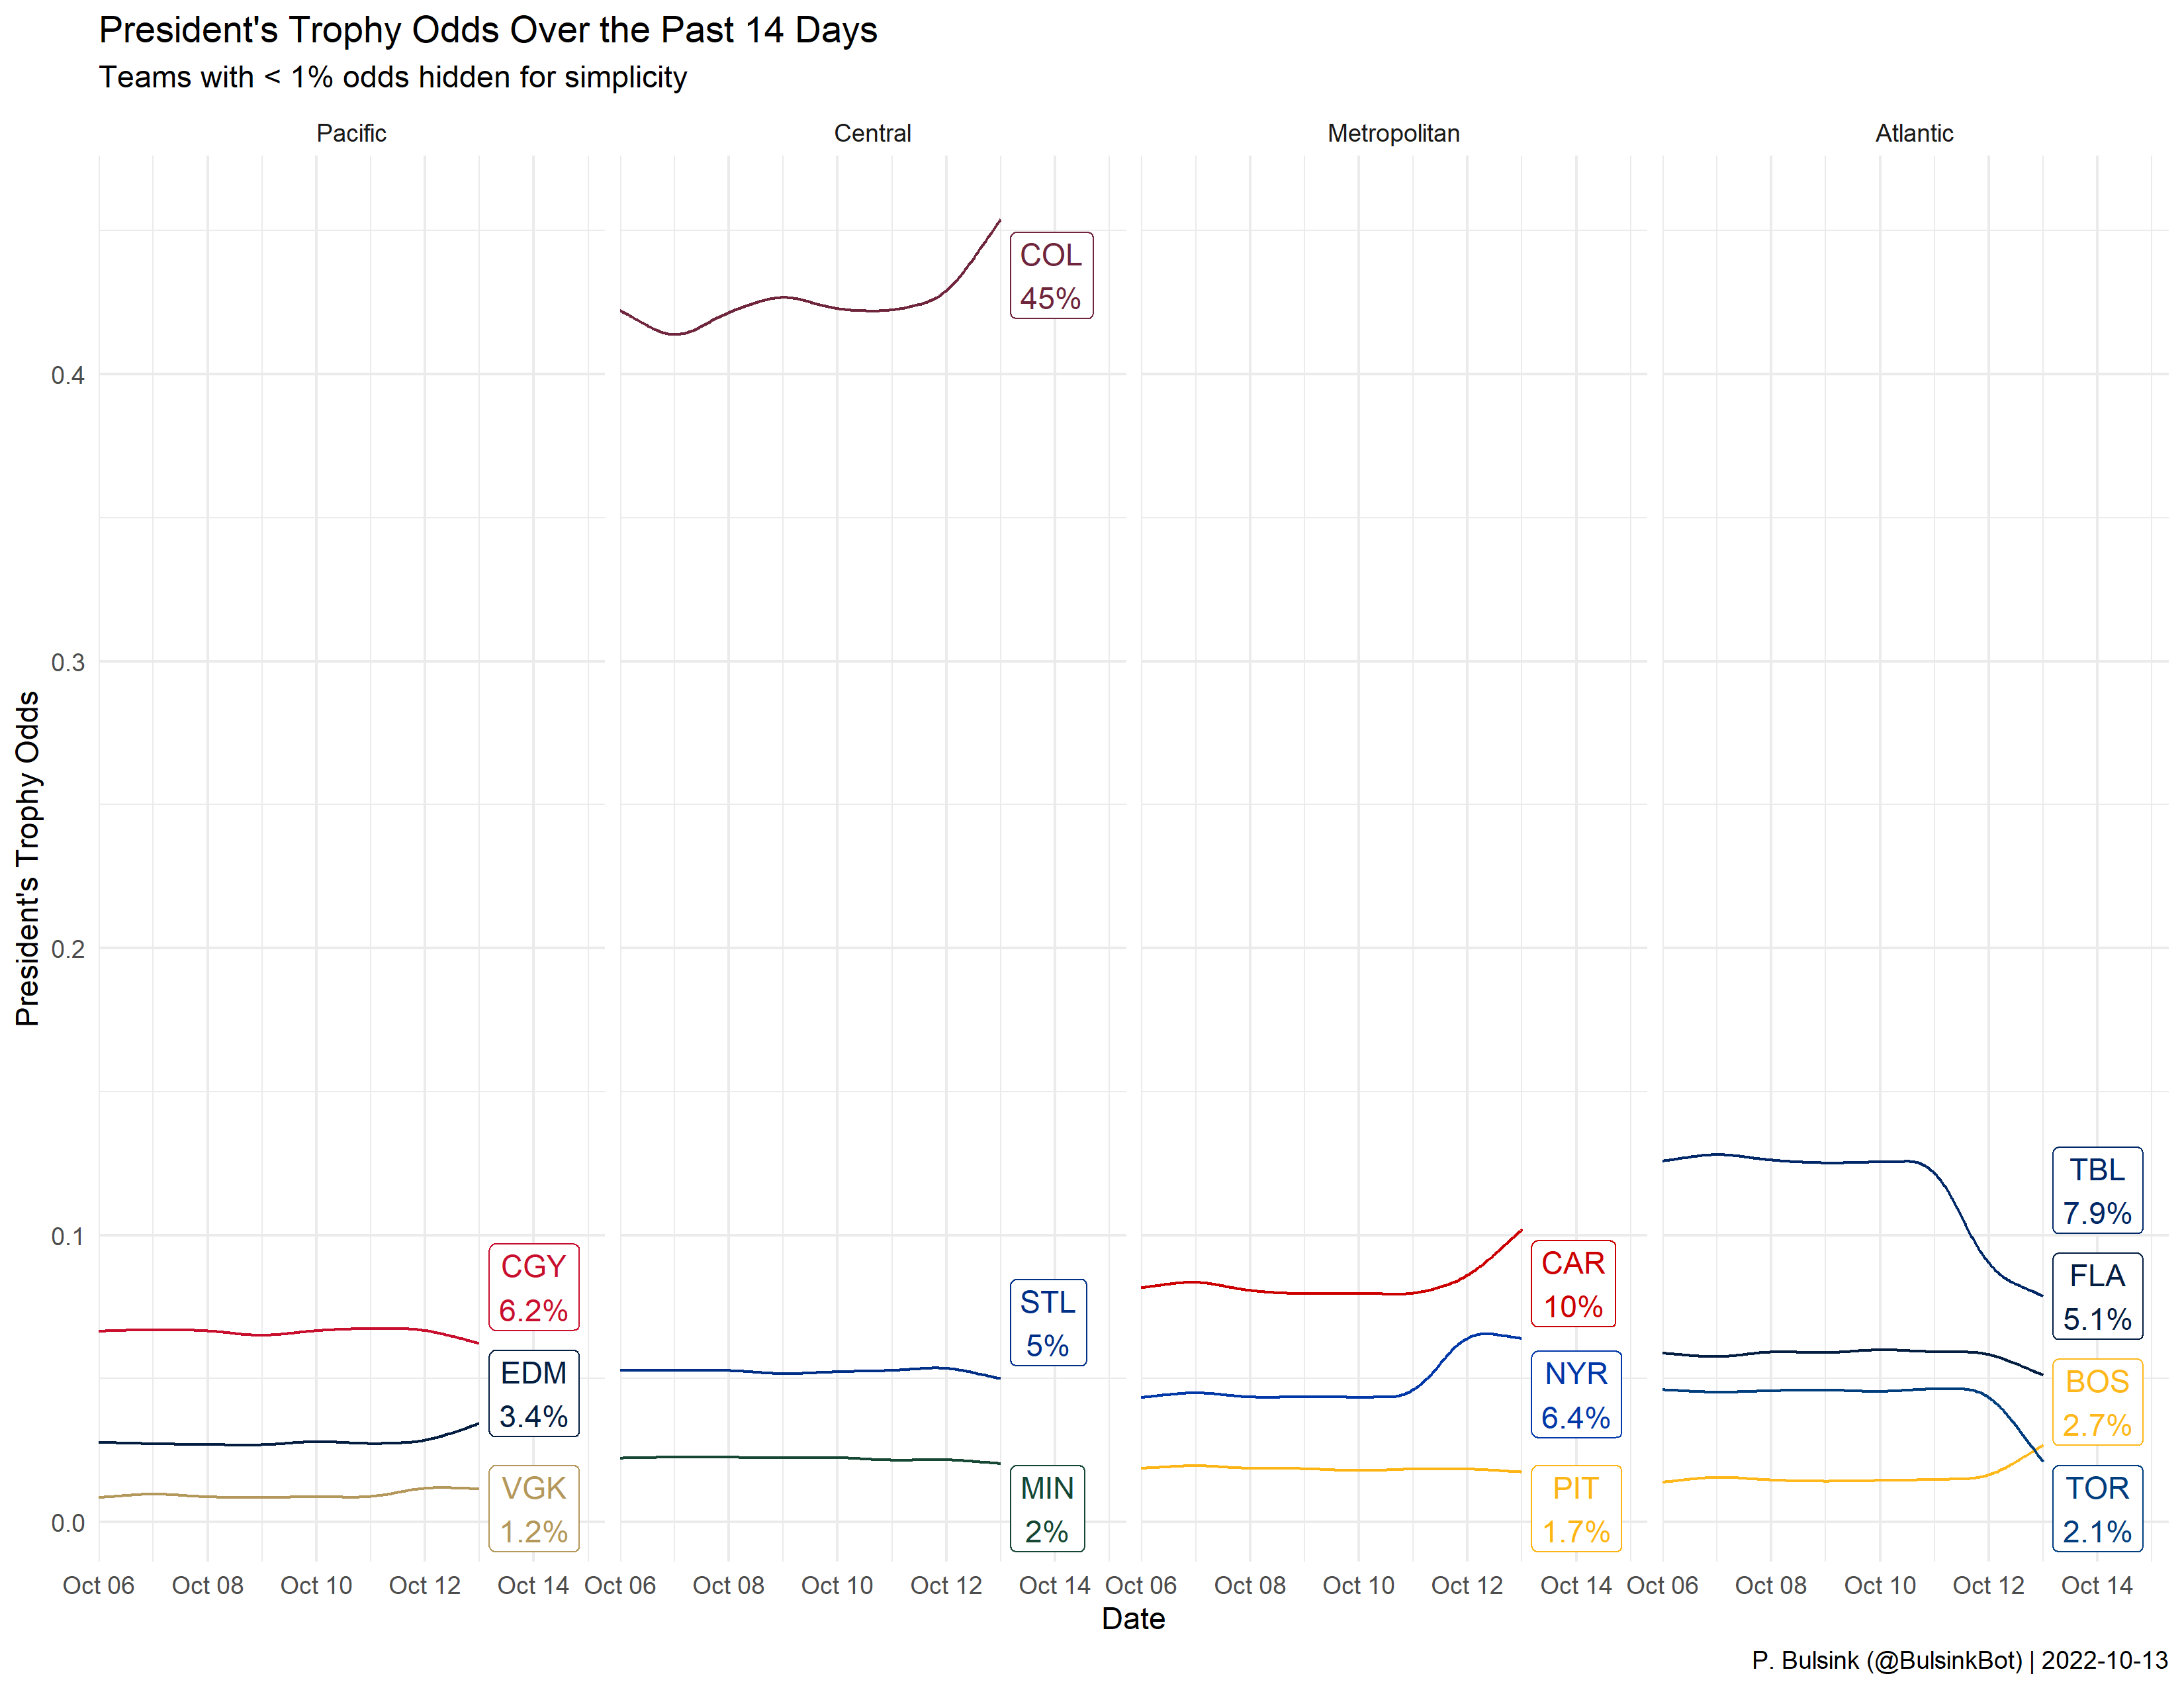 President's Trophy Odds Over the Past 14 Days
Teams with < 1% odds hidden for simplicity
Pacific
Central
Metropolitan
Atlantic
President's Trophy Odds
0.4
0.3
0.2
0.1
0.0
CGY
6.2%
EDM
3.4%
VGK
1.2%
COL
45%
STL
5%
MIN
2%
CAR
10%
NYR
6.4%
PIT
1.7%
TBL
7.9%
FLA
5.1%
BOS
2.7%
TOR
2.1%
Oct 06 Oct 08 Oct 10 Oct 12 Oct 14 Oct 06 Oct 08 Oct 10 Oct 12 Oct 14 Oct 06 Oct 08 Oct 10 Oct 12 Oct 14 Oct 06 Oct 08 Oct 10 Oct 12 Oct 14
Date
P. Bulsink (@BulsinkBot) | 2022-10-13